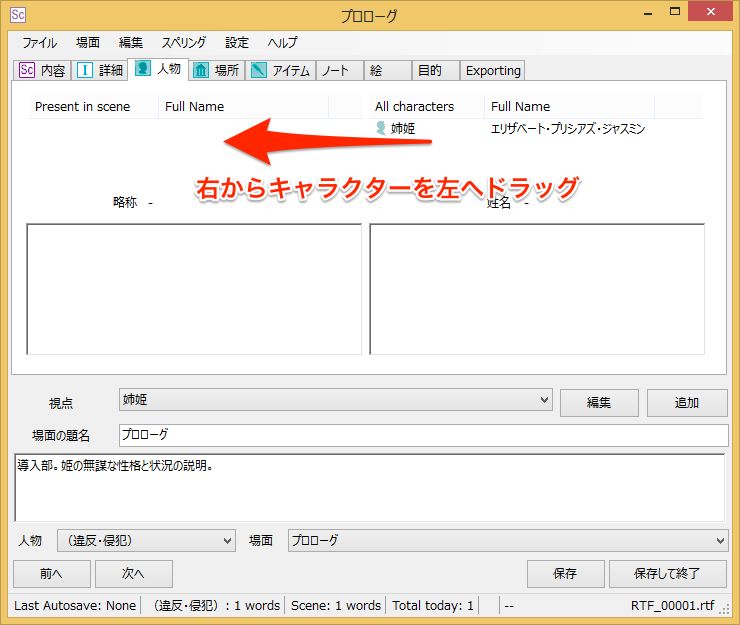 Sc プロローグ
ファイル 場面 編集 スペリング 設定 ヘルプ
Sc 内容 I 詳細 人物 場所 アイテム ノート 絵 目的 Exporting
Present in scene Full Name All characters Full Name
姉姫 エリザベート・プリシアズ・ジャスミン
右からキャラクターを左へドラッグ
略称 - 姓名 -
視点 姉姫 編集 追加
場面の題名 プロローグ
導入部。姫の無謀な性格と状況の説明。
人物 （違反・侵犯） 場面 プロローグ
前へ 次へ 保存 保存して終了
Last Autosave: None （違反・侵犯）: 1 words Scene: 1 words Total today: 1 -- RTF_00001.rtf